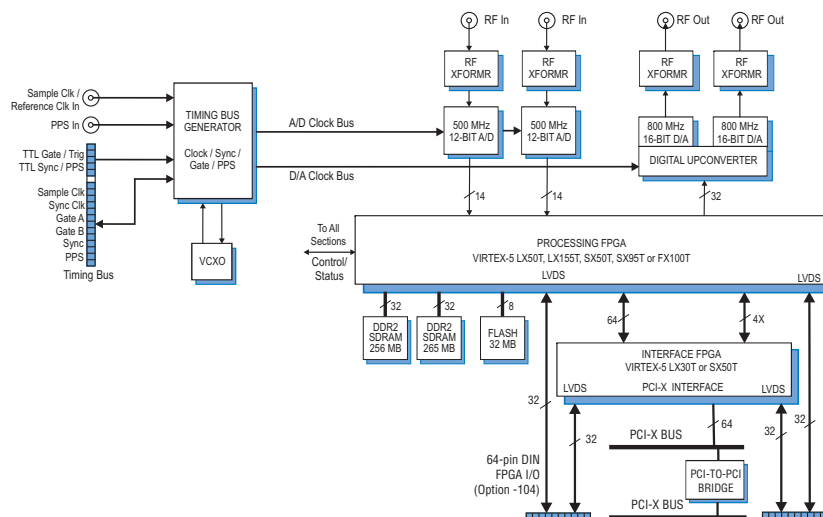 RF In
RF In
RF Out
RF Out
RF
XFORMR
RF
XFORMR
RF
XFORMR
RF
XFORMR
Sample Clk /
Reference Clk In
PPS In
TTL Gate / Trig
TTL Sync / PPS
Sample Clk
Sync Clk
Gate A
Gate B
Sync
PPS
Timing Bus
TIMING BUS
GENERATOR
Clock / Sync /
Gate / PPS
VCXO
A/D Clock Bus
D/A Clock Bus
500 MHz
12-BIT A/D
500 MHz
12-BIT A/D
800 MHz
16-BIT D/A
800 MHz
16-BIT D/A
DIGITAL UPCONVERTER
14
14
32
To All
Sections
Control/
Status
PROCESSING FPGA
VIRTEX-5 LX50T, LX155T, SX50T, SX95T or FX100T
LVDS
LVDS
32
32
8
64
4X
DDR2
SDRAM
256 MB
DDR2
SDRAM
265 MB
FLASH
32 MB
INTERFACE FPGA
VIRTEX-5 LX30T or SX50T
PCI-X INTERFACE
LVDS
LVDS
32
32
64
32
32
PCI-X BUS
64-pin DIN
FPGA I/O
(Option -104)
PCI-TO-PCI
BRIDGE
PCI-X BUS